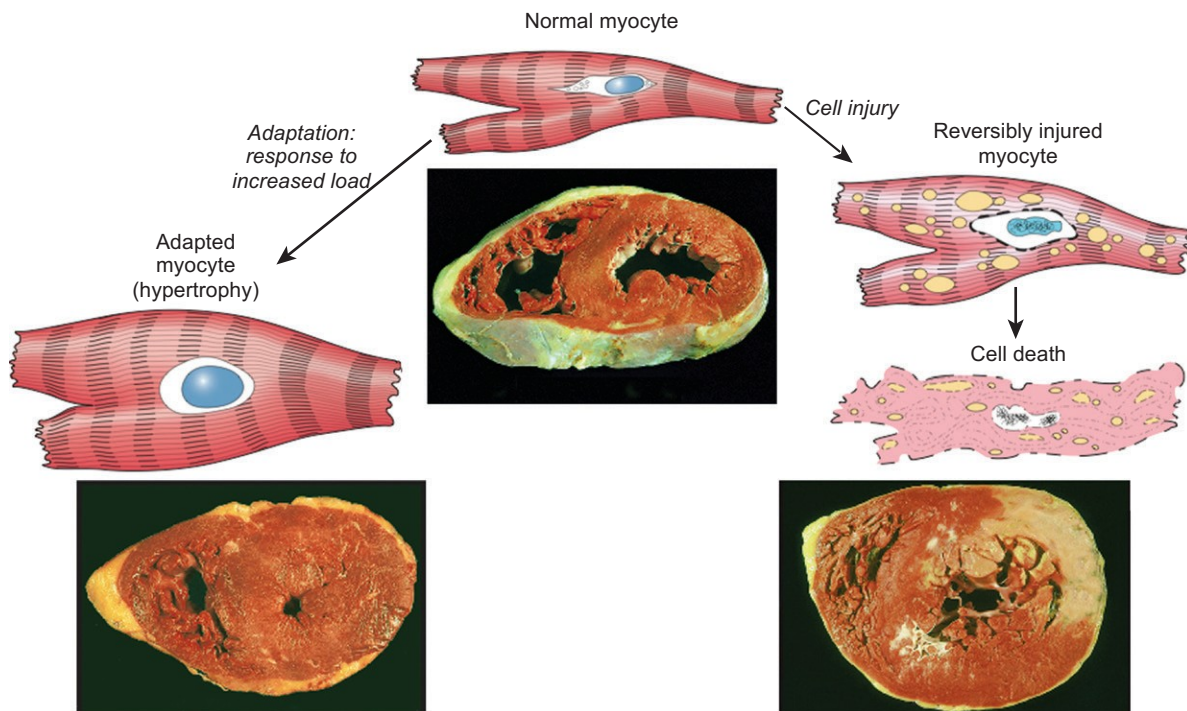 Normal myocyte
Adaptation:
response to
increased load
Cell injury
Reversibly injured
myocyte
Adapted
myocyte
(hypertrophy)
Cell death